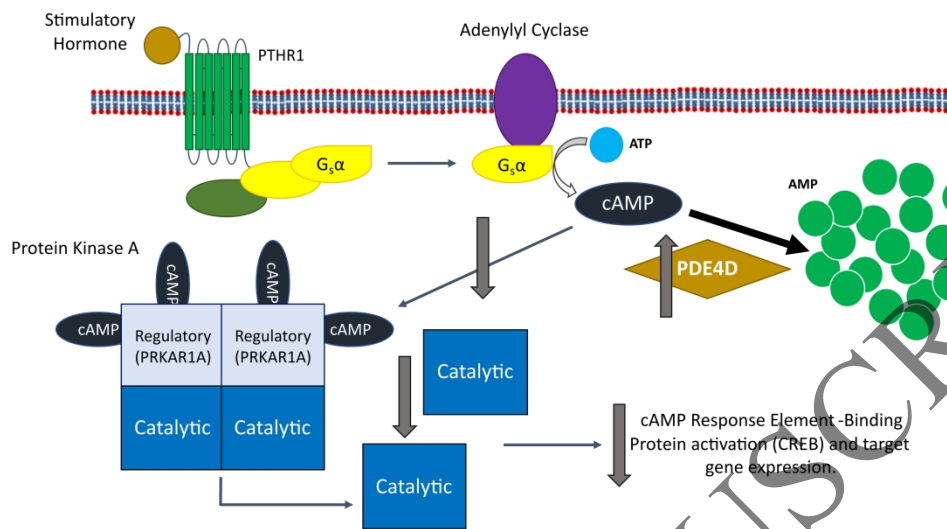 Stimulatory
Hormone
PTHR1
Adenylyl Cyclase
ATP
Gsα
Gsα
cAMP
AMP
PDE4D
Protein Kinase A
cAMP
cAMP
cAMP
cAMP
Regulatory
(PRKAR1A)
Regulatory
(PRKAR1A)
Catalytic
Catalytic
Catalytic
Catalytic
cAMP Response Element -Binding
Protein activation (CREB) and target
gene expression.
USCR